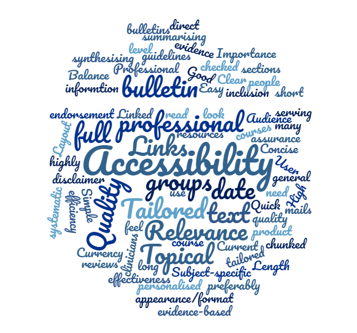 bulletins direct
summarising
level evidence
synthesising guidelines Importance
Professional Good checked sections
Balance Clear people
informtion bulletin Easy inclusion short
endorsement Linked read look Audience serving
full professional courses many
Layout Links resources assurance
Concise
highly Accessibility User
disclaimer groups date general
systematic efficiency Simple Quality use need High
Tailored text Quick mails
feel Relevance quality
clinicians course Current product
Currency Topical tailored chunked
reviews long Subject-specific Length
effectiveness
personalised preferably
appearance/format
evidence-based